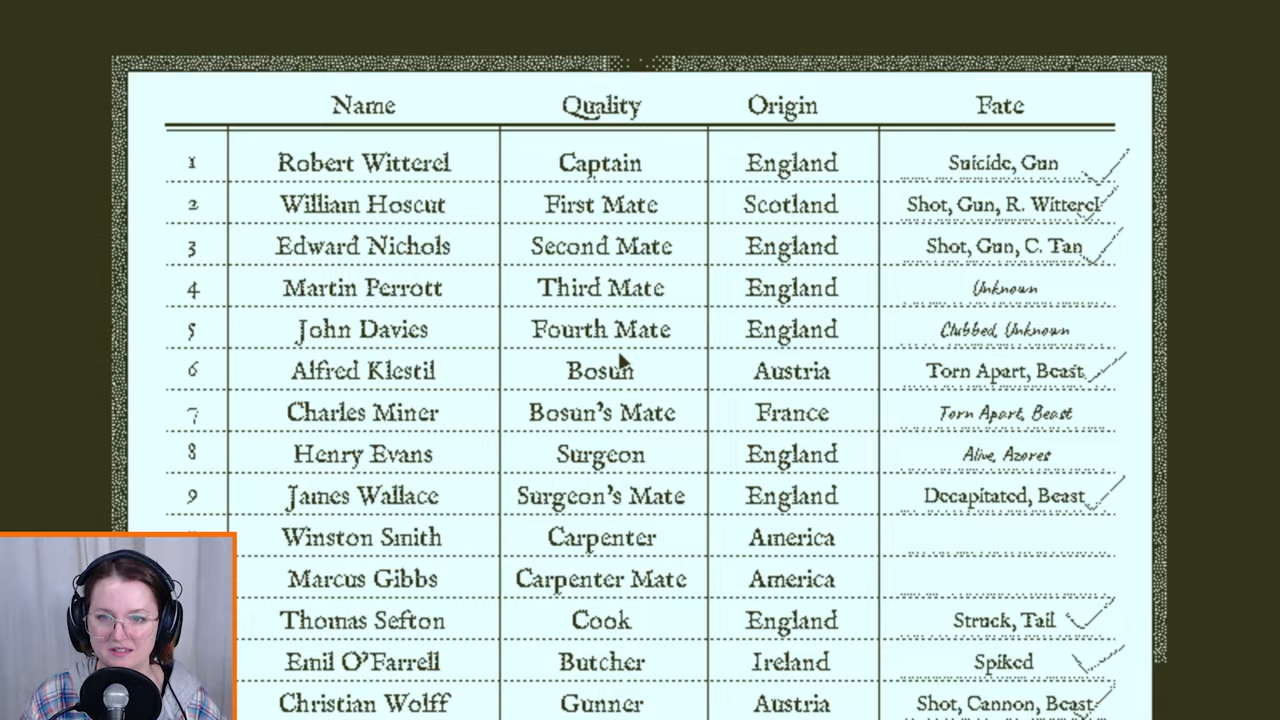 Name Quality Origin Fate
1 Robert Witterel Captain England Suicide, Gun
2 William Hoscut First Mate Scotland Shot, Gun, R. Witterel
3 Edward Nichols Second Mate England Shot, Gun, C. Tan
4 Martin Perrott Third Mate England Unknown
5 John Davies Fourth Mate England Clubbed, Unknown
6 Alfred Klestil Bosun Austria Torn Apart, Beast
7 Charles Miner Bosun's Mate France Torn Apart, Beast
8 Henry Evans Surgeon England Alive, Azores
9 James Wallace Surgeon's Mate England Decapitated, Beast
Winston Smith Carpenter America
Marcus Gibbs Carpenter Mate America
Thomas Sefton Cook England Struck, Tail
Emil O'Farrell Butcher Ireland Spiked
Christian Wolff Gunner Austria Shot, Cannon, Beast